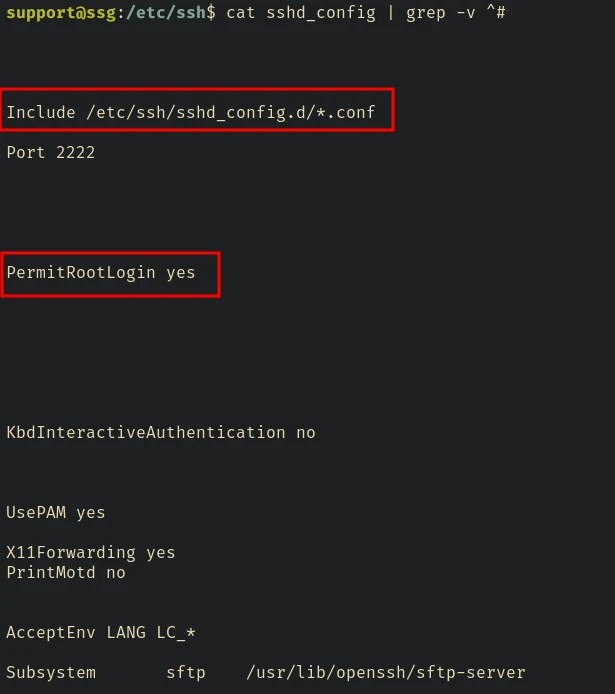 support@ssg:/etc/ssh$ cat sshd_config | grep -v ^#
Include /etc/ssh/sshd_config.d/*.conf
Port 2222
PermitRootLogin yes
KbdInteractiveAuthentication no
UsePAM yes
X11Forwarding yes
PrintMotd no
AcceptEnv LANG LC_*
Subsystem       sftp    /usr/lib/openssh/sftp-server